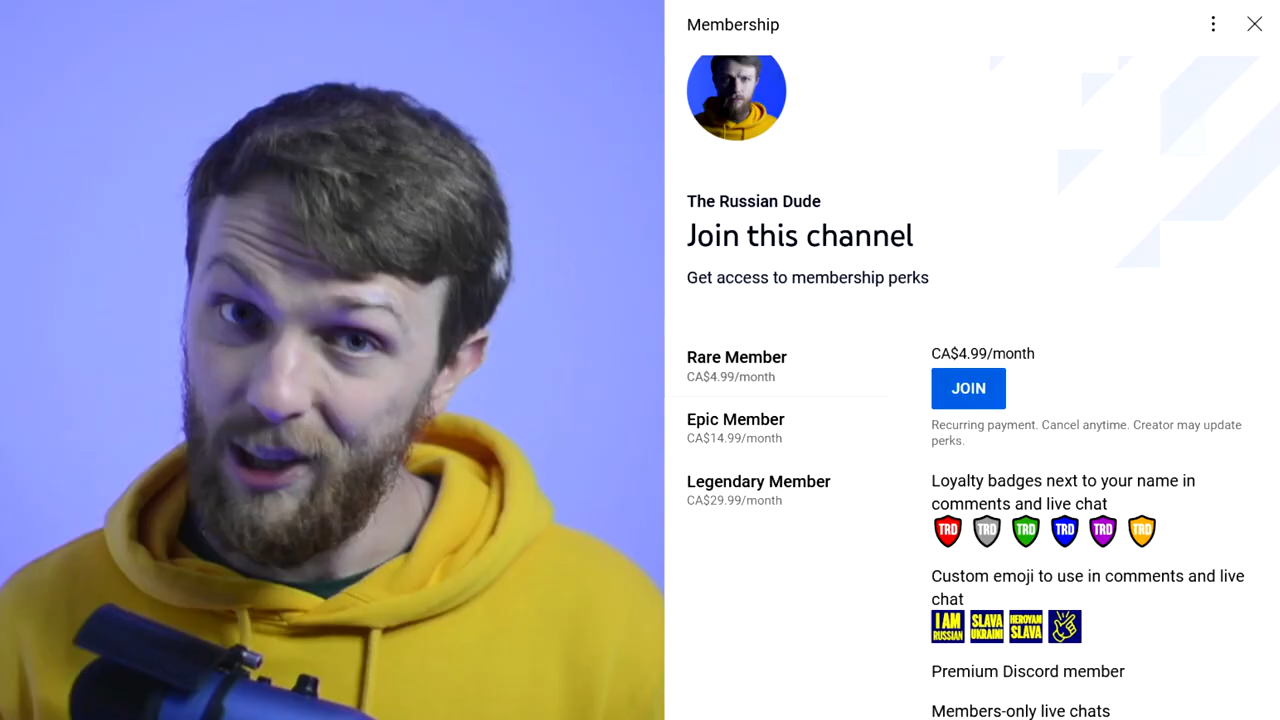 Membership
The Russian Dude
Join this channel
Get access to membership perks
Rare Member
CA$4.99/month
Epic Member
CA$14.99/month
Legendary Member
CA$29.99/month
CA$4.99/month
JOIN
Recurring payment. Cancel anytime. Creator may update
perks.
Loyalty badges next to your name in
comments and live chat
TRD TRD TRD TRD TRD TRD
Custom emoji to use in comments and live
chat
I AM
RUSSIAN
SLAVA
UKRAINI
HEROYAM
SLAVA
Premium Discord member
Members-only live chats